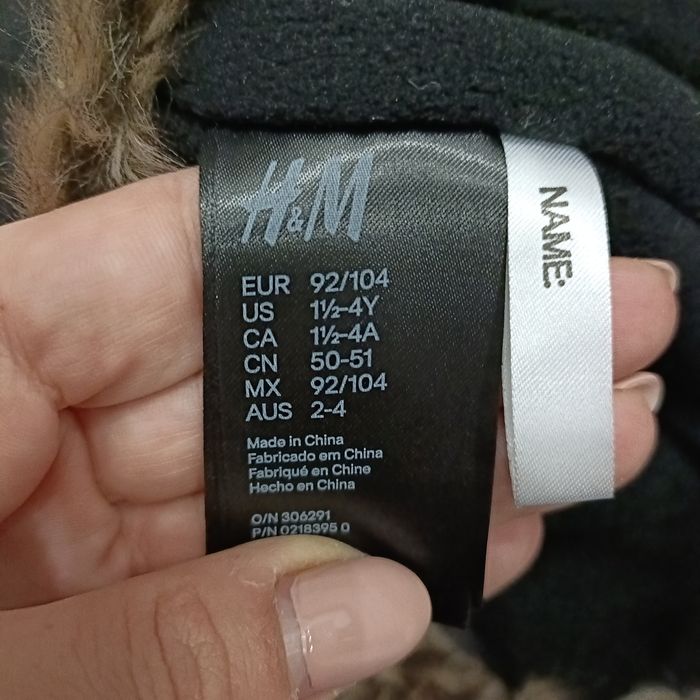 H&M
EUR 92/104
US 1½-4Y
CA 1½-4A
CN 50-51
MX 92/104
AUS 2-4
Made in China
Fabricado em China
Fabriqué en Chine
Hecho en China
O/N 306291
P/N 0218395 0
NAME: